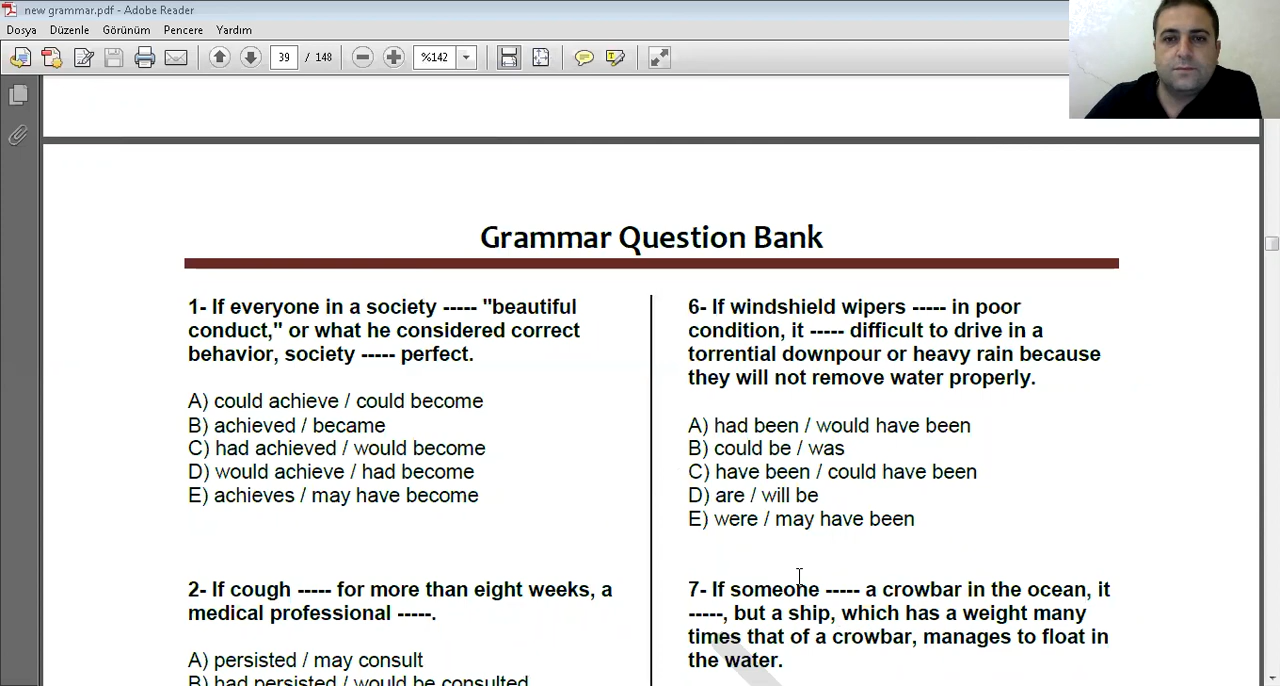 new grammar.pdf - Adobe Reader
Dosya Düzenle Görünüm Pencere Yardım
39 / 148 %142
Grammar Question Bank
1- If everyone in a society ----- "beautiful
conduct," or what he considered correct
behavior, society ----- perfect.
A) could achieve / could become
B) achieved / became
C) had achieved / would become
D) would achieve / had become
E) achieves / may have become
2- If cough ----- for more than eight weeks, a
medical professional -----.
A) persisted / may consult
B) had persisted / would be consulted
6- If windshield wipers ----- in poor
condition, it ----- difficult to drive in a
torrential downpour or heavy rain because
they will not remove water properly.
A) had been / would have been
B) could be / was
C) have been / could have been
D) are / will be
E) were / may have been
7- If someone ----- a crowbar in the ocean, it
-----, but a ship, which has a weight many
times that of a crowbar, manages to float in
the water.